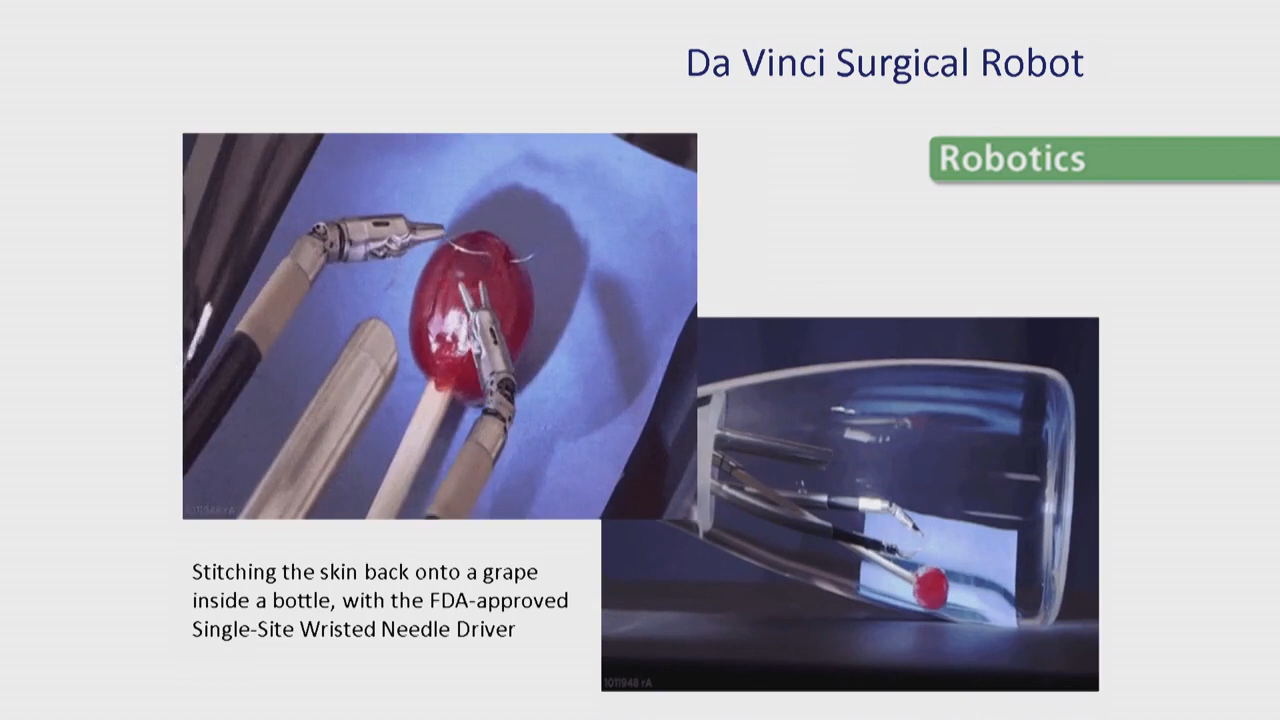 Da Vinci Surgical Robot
Robotics
Stitching the skin back onto a grape
inside a bottle, with the FDA-approved
Single-Site Wristed Needle Driver
1011948 rA